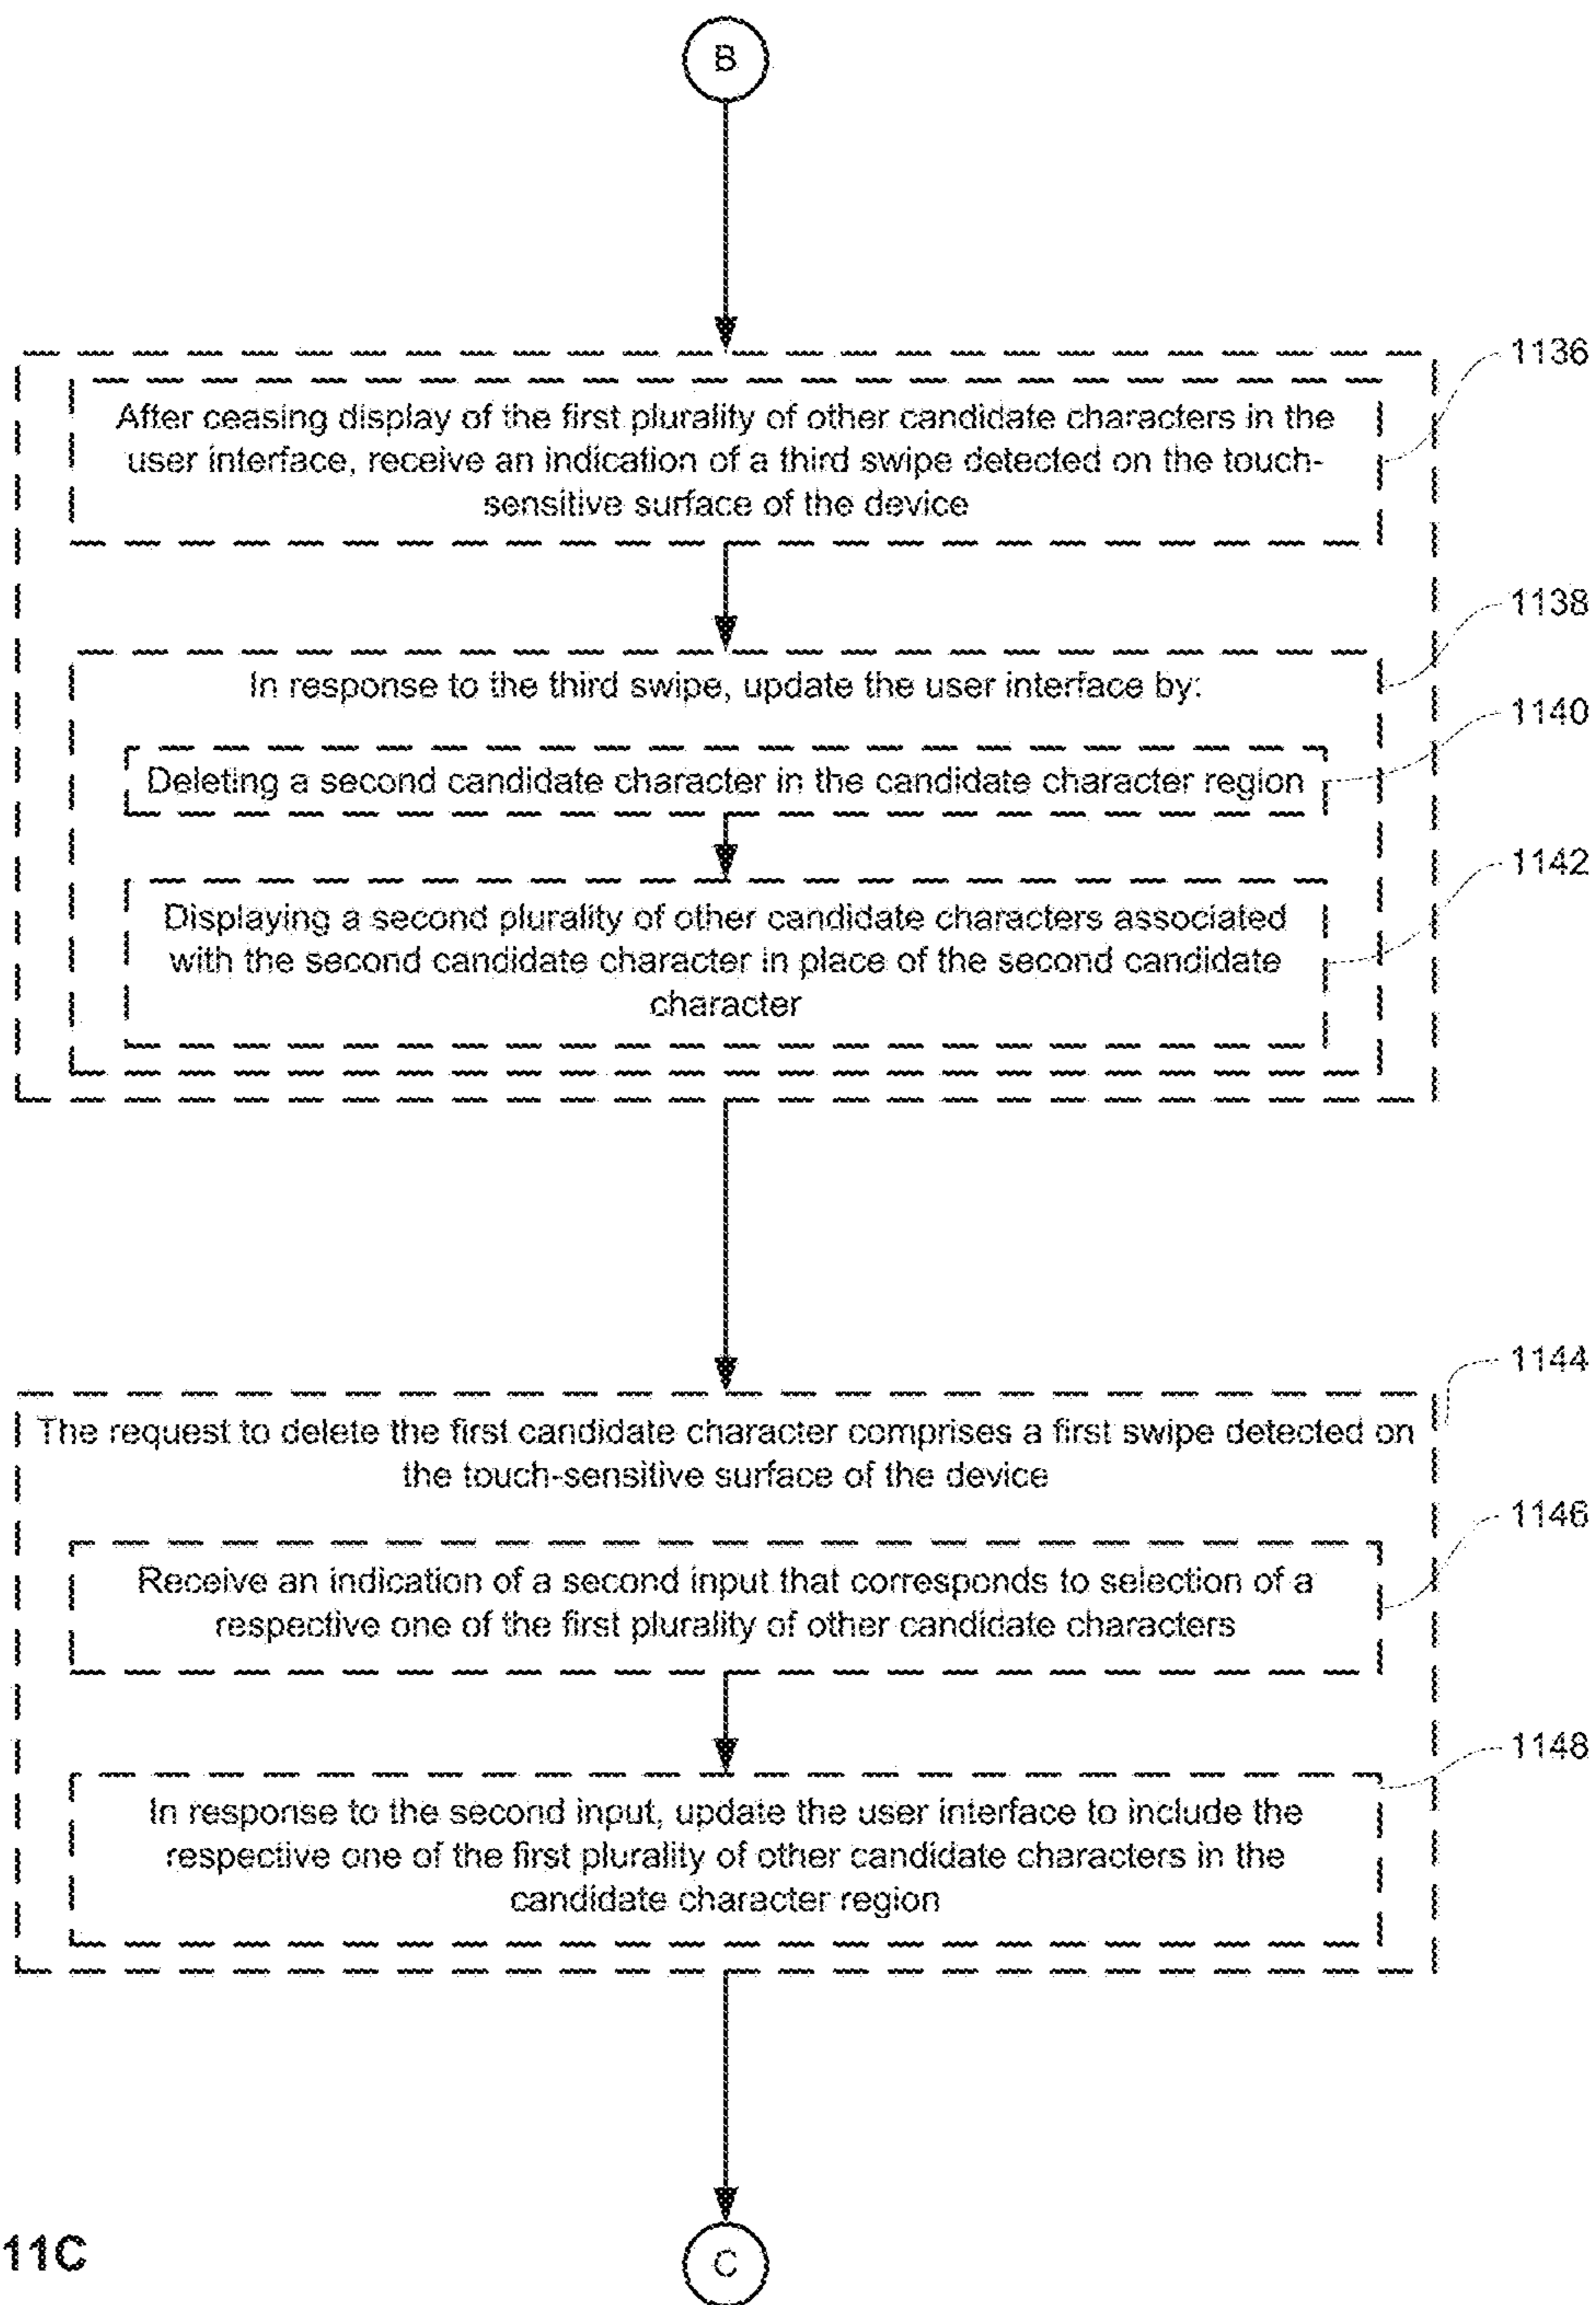 B
1136
After ceasing display of the first plurality of other candidate characters in the
user interface, receive an indication of a third swipe detected on the touch-
sensitive surface of the device
1138
In response to the third swipe, update the user interface by:
1140
Deleting a second candidate character in the candidate character region
1142
Displaying a second plurality of other candidate characters associated
with the second candidate character in place of the second candidate
character
1144
The request to delete the first candidate character comprises a first swipe detected on
the touch-sensitive surface of the device
1146
Receive an indication of a second input that corresponds to selection of a
respective one of the first plurality of other candidate characters
1148
In response to the second input, update the user interface to include the
respective one of the first plurality of other candidate characters in the
candidate character region
11C
C